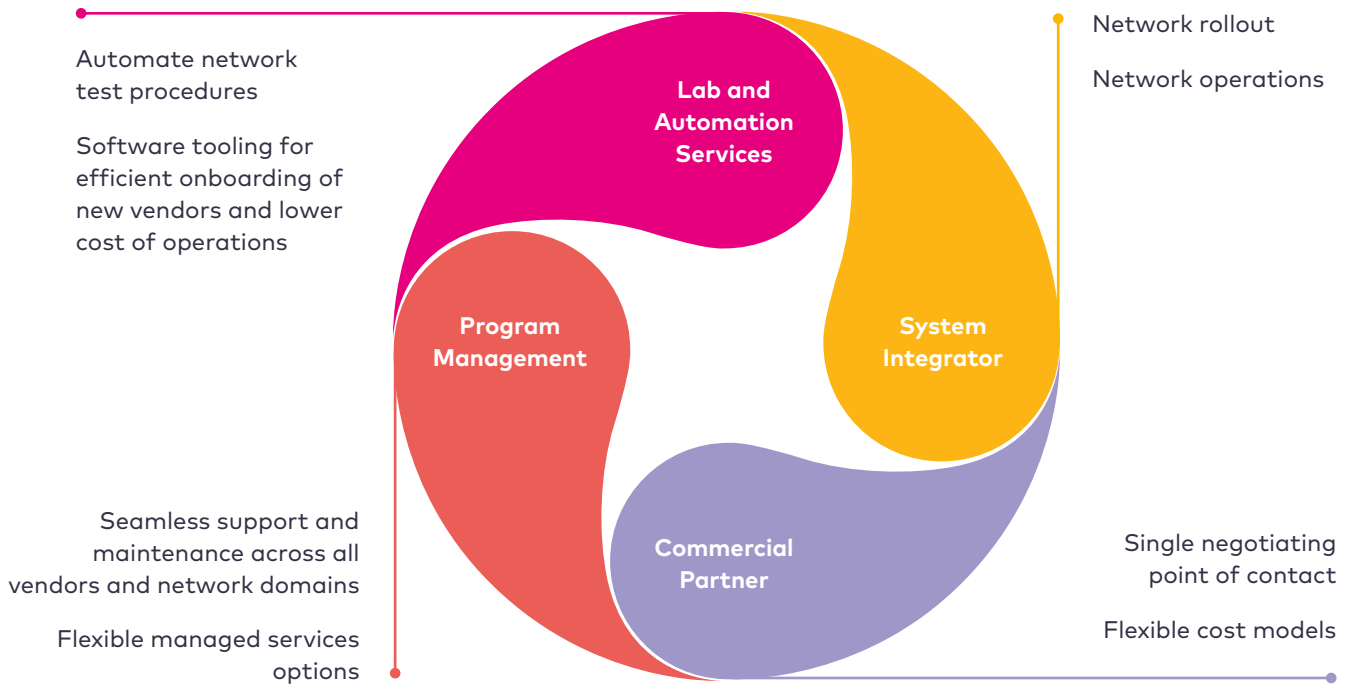 Automate network
test procedures
Software tooling for
efficient onboarding of
new vendors and lower
cost of operations
Lab and
Automation
Services
Network rollout
Network operations
Program
Management
System
Integrator
Seamless support and
maintenance across all
vendors and network domains
Flexible managed services
options
Commercial
Partner
Single negotiating
point of contact
Flexible cost models